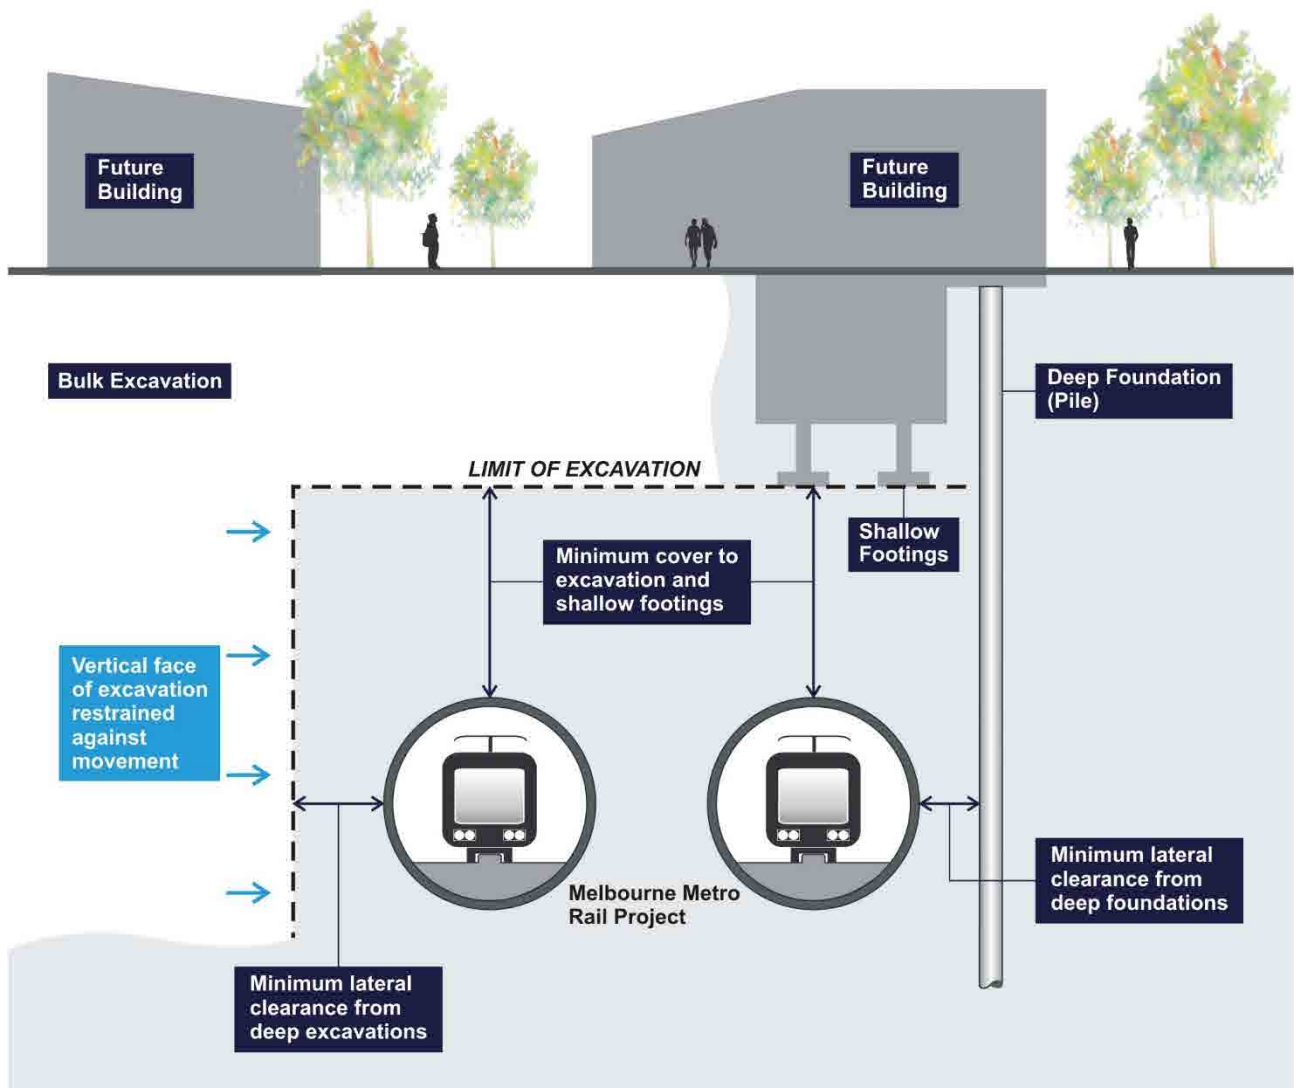 Future
Building
Future
Building
Bulk Excavation
Deep Foundation
(Pile)
LIMIT OF EXCAVATION
Shallow
Footings
Minimum cover to
excavation and
shallow footings
Vertical face
of excavation
restrained
against
movement
Minimum lateral
clearance from
deep foundations
Melbourne Metro
Rail Project
Minimum lateral
clearance from
deep excavations